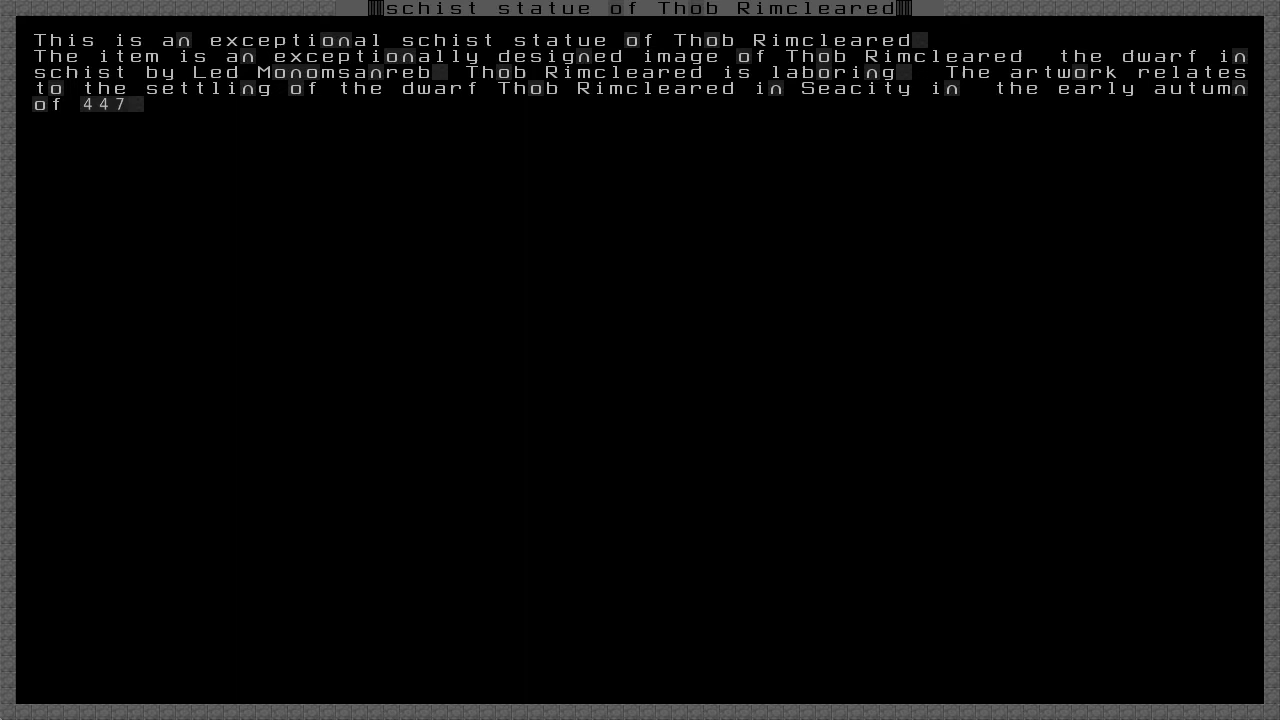 schist statue of Thob Rimcleared
This is an exceptional schist statue of Thob Rimcleared
The item is an exceptionally designed image of Thob Rimcleared the dwarf in
schist by Led Monomsanreb Thob Rimcleared is laboring The artwork relates
to the settling of the dwarf Thob Rimcleared in Seacity in the early autumn
of 447